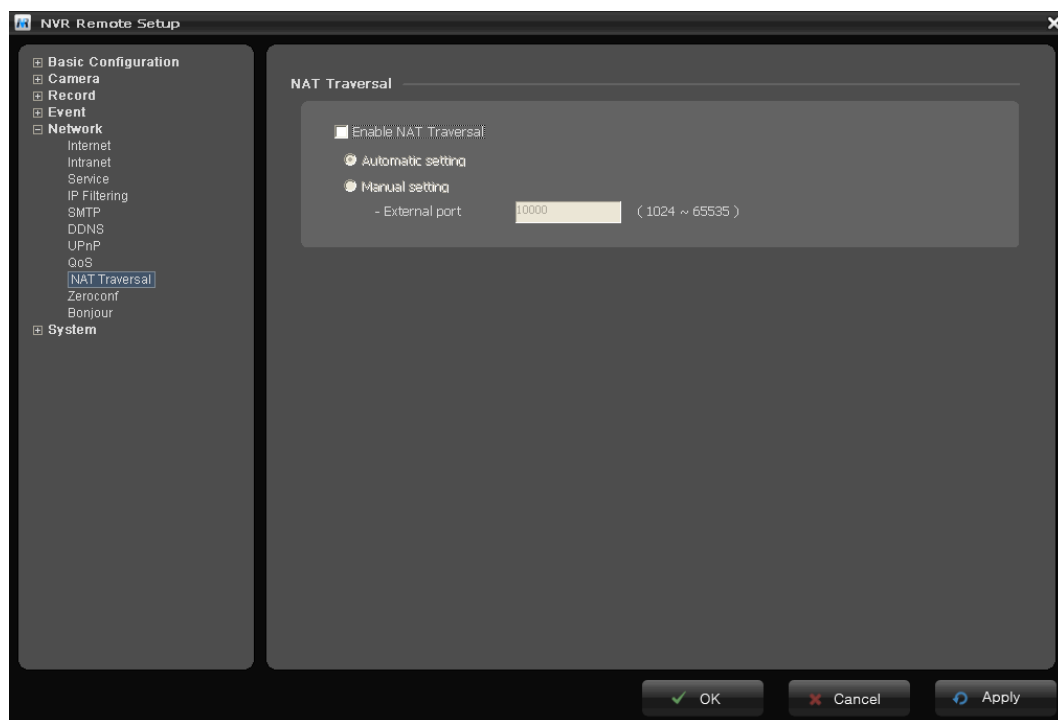 NVR Remote Setup
Basic Configuration
Camera
Record
Event
Network
Internet
Intranet
Service
IP Filtering
SMTP
DDNS
UPnP
QoS
NAT Traversal
Zeroconf
Bonjour
System
NAT Traversal
Enable NAT Traversal
Automatic setting
Manual setting
- External port 10000 ( 1024 ~ 65535 )
OK Cancel Apply